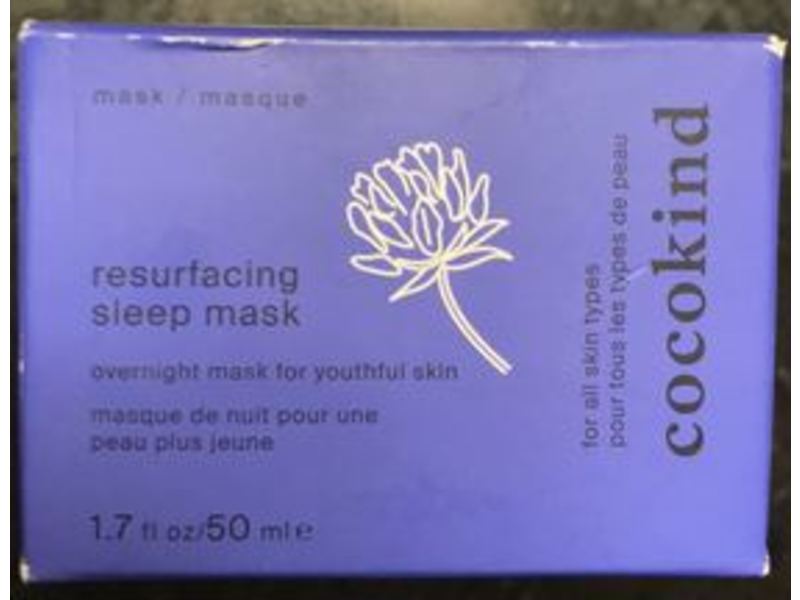 mask / masque
resurfacing
sleep mask
overnight mask for youthful skin
masque de nuit pour une
peau plus jeune
1.7 fl oz/50 ml e
for all skin types
pour tous les types de peau
cocokind